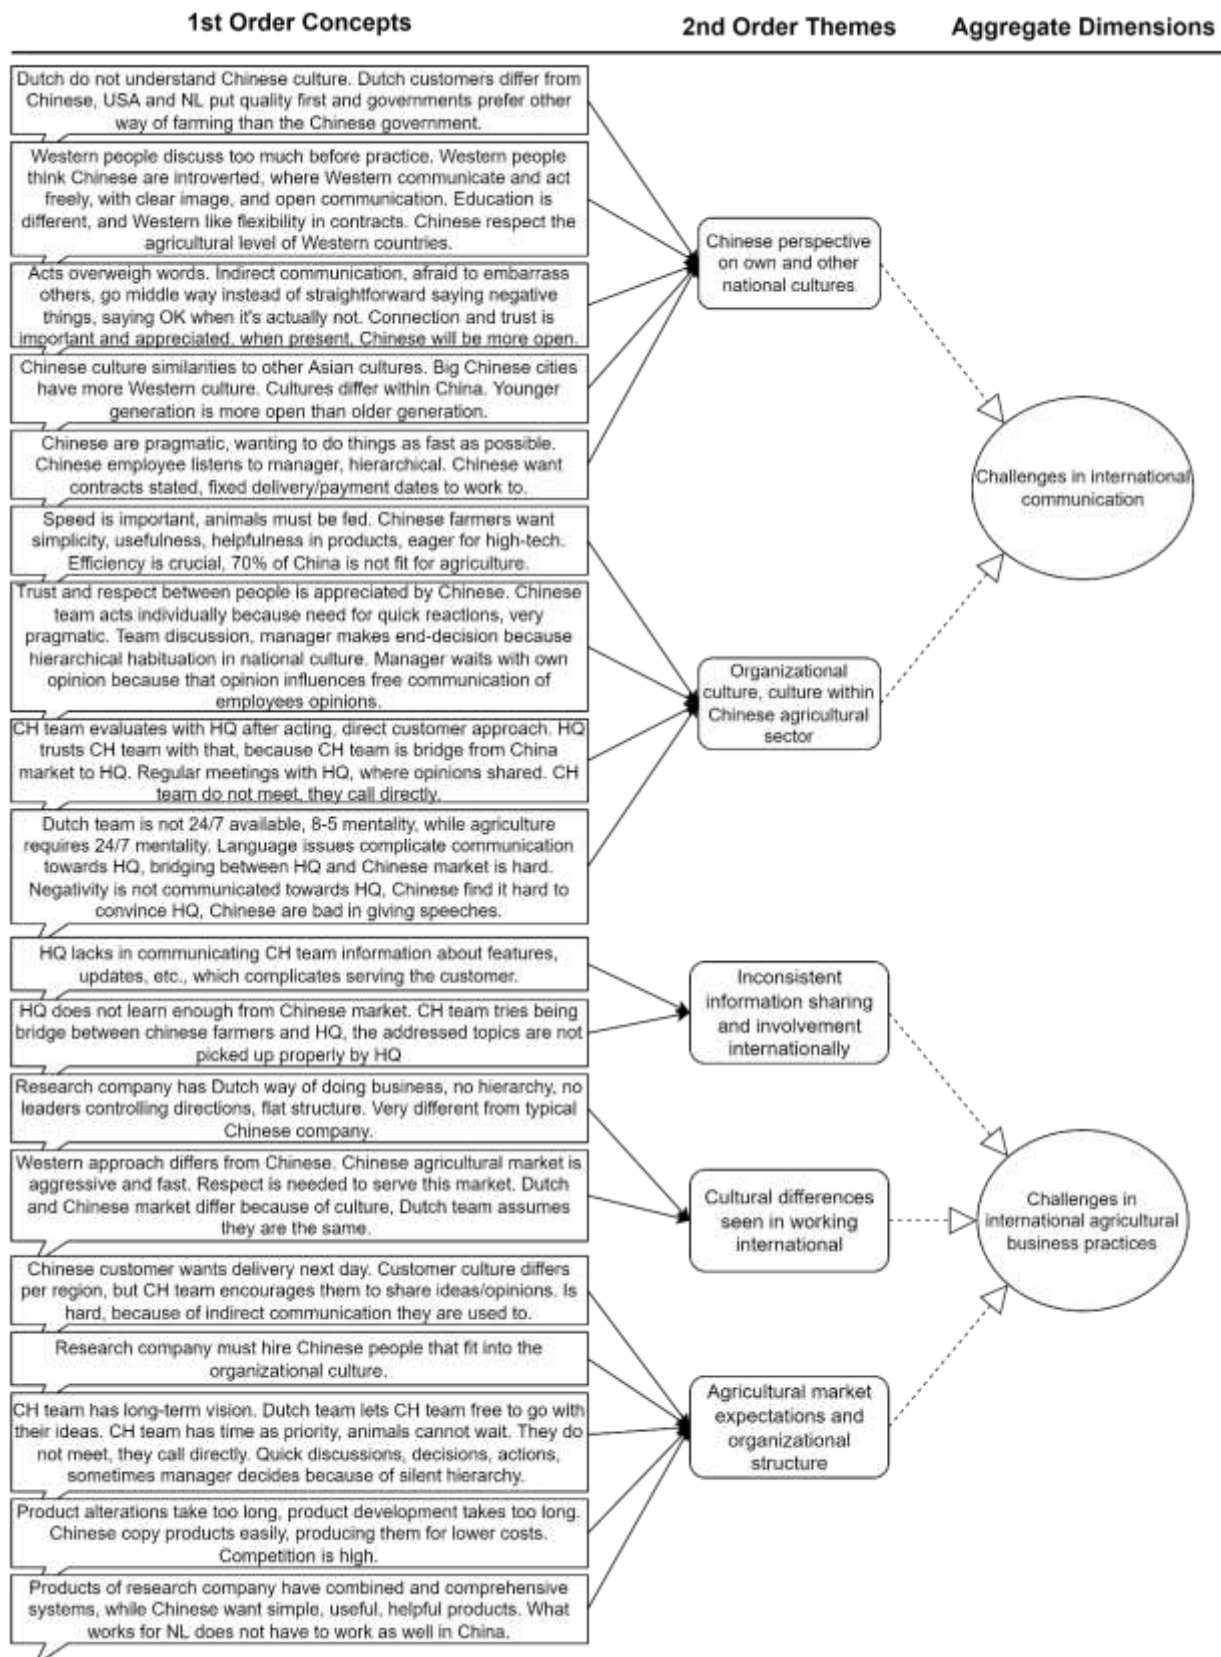 1st Order Concepts
2nd Order Themes
Aggregate Dimensions
Dutch do not understand Chinese culture. Dutch customers differ from
Chinese, USA and NL put quality first and governments prefer other
way of farming than the Chinese government.
Western people discuss too much before practice. Western people
think Chinese are introverted, where Western communicate and act
freely, with clear image, and open communication. Education is
different, and Western like flexibility in contracts. Chinese respect the
agricultural level of Western countries.
Acts overweigh words. Indirect communication, afraid to embarrass
others, go middle way instead of straightforward saying negative
things, saying OK when it's actually not. Connection and trust is
important and appreciated, when present, Chinese will be more open.
Chinese culture similarities to other Asian cultures. Big Chinese cities
have more Western culture. Cultures differ within China. Younger
generation is more open than older generation.
Chinese are pragmatic, wanting to do things as fast as possible.
Chinese employee listens to manager, hierarchical. Chinese want
contracts stated, fixed delivery/payment dates to work to.
Chinese perspective
on own and other
national cultures
Challenges in international
communication
Speed is important, animals must be fed. Chinese farmers want
simplicity, usefulness, helpfulness in products, eager for high-tech.
Efficiency is crucial, 70% of China is not fit for agriculture.
Trust and respect between people is appreciated by Chinese. Chinese
team acts individually because need for quick reactions, very
pragmatic. Team discussion, manager makes end-decision because
hierarchical habituation in national culture. Manager waits with own
opinion because that opinion influences free communication of
employees opinions.
CH team evaluates with HQ after acting, direct customer approach. HQ
trusts CH team with that, because CH team is bridge from China
market to HQ. Regular meetings with HQ, where opinions shared. CH
team do not meet, they call directly.
Dutch team is not 24/7 available, 8-5 mentality, while agriculture
requires 24/7 mentality. Language issues complicate communication
towards HQ, bridging between HQ and Chinese market is hard.
Negativity is not communicated towards HQ, Chinese find it hard to
convince HQ, Chinese are bad in giving speeches.
Organizational
culture, culture within
Chinese agricultural
sector
HQ lacks in communicating CH team information about features,
updates, etc., which complicates serving the customer.
HQ does not learn enough from Chinese market. CH team tries being
bridge between chinese farmers and HQ, the addressed topics are not
picked up properly by HQ
Inconsistent
information sharing
and involvement
internationally
Research company has Dutch way of doing business, no hierarchy, no
leaders controlling directions, flat structure. Very different from typical
Chinese company.
Western approach differs from Chinese. Chinese agricultural market is
aggressive and fast. Respect is needed to serve this market. Dutch
and Chinese market differ because of culture, Dutch team assumes
they are the same.
Cultural differences
seen in working
international
Challenges in
international agricultural
business practices
Chinese customer wants delivery next day. Customer culture differs
per region, but CH team encourages them to share ideas/opinions. Is
hard, because of indirect communication they are used to.
Research company must hire Chinese people that fit into the
organizational culture.
CH team has long-term vision. Dutch team lets CH team free to go with
their ideas. CH team has time as priority, animals cannot wait. They do
not meet, they call directly. Quick discussions, decisions, actions,
sometimes manager decides because of silent hierarchy.
Product alterations take too long, product development takes too long.
Chinese copy products easily, producing them for lower costs.
Competition is high.
Products of research company have combined and comprehensive
systems, while Chinese want simple, useful, helpful products. What
works for NL does not have to work as well in China.
Agricultural market
expectations and
organizational
structure